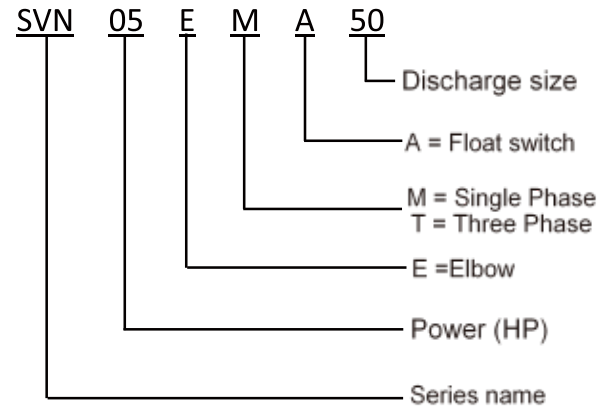 SVN 05 E M A 50
Discharge size
A = Float switch
M = Single Phase
T = Three Phase
E =Elbow
Power (HP)
Series name